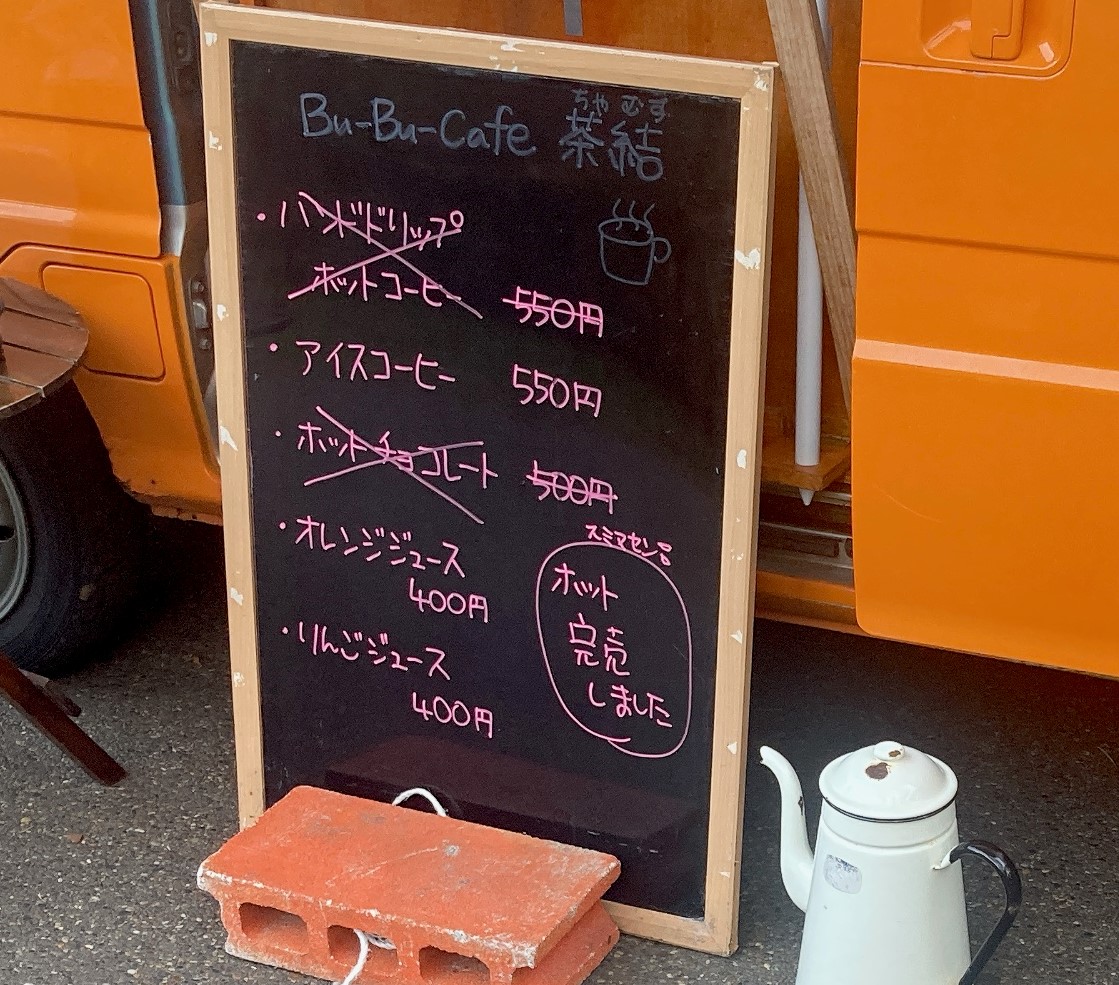 ちゃ むす
Bu-Bu-Cafe 茶結
・ハンドドリップ
ホットコーヒー 550円
・アイスコーヒー 550円
・ホットチョコレート 500円
・オレンジジュース
400円
・りんごジュース
400円
スミマセン
ホット
完売
しました